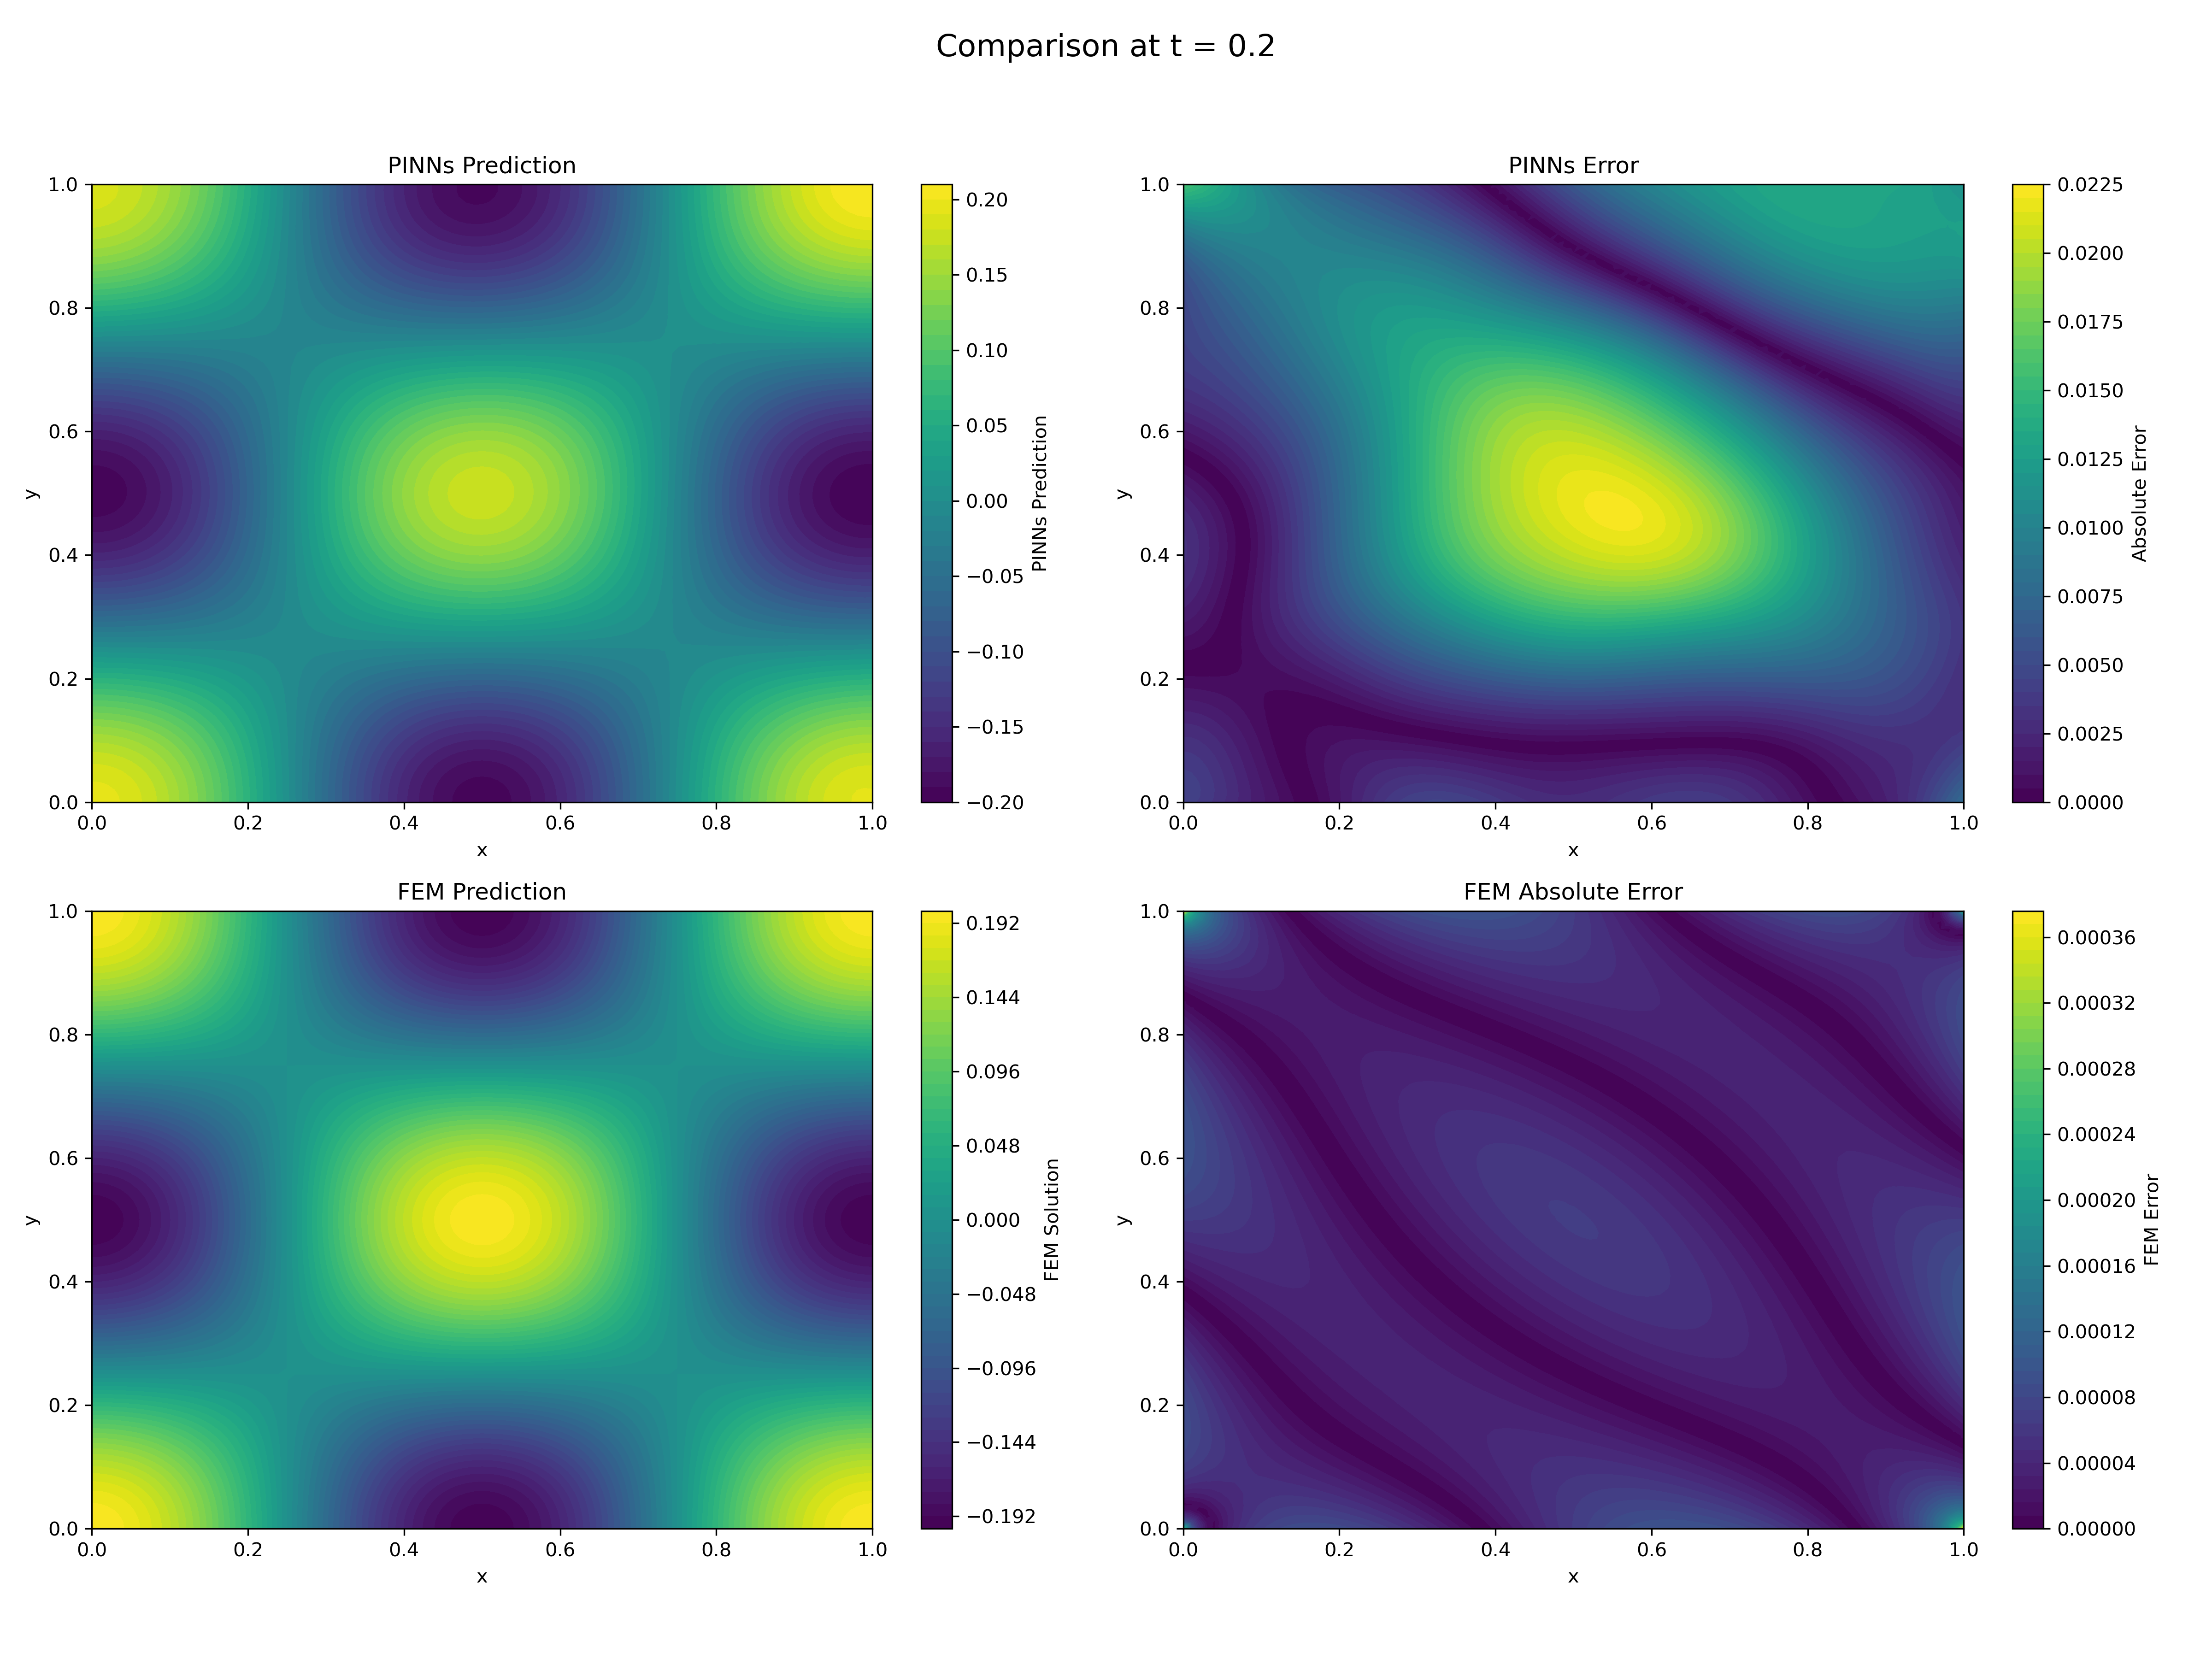 Comparison at t = 0.2
PINNs Prediction
1.0
0.8
0.6
0.4
0.2
0.0
y
0.0 0.2 0.4 0.6 0.8 1.0
x
0.20
0.15
0.10
0.05
0.00
−0.05
−0.10
−0.15
−0.20
PINNs Prediction
PINNs Error
1.0
0.8
0.6
0.4
0.2
0.0
y
0.0 0.2 0.4 0.6 0.8 1.0
x
0.0225
0.0200
0.0175
0.0150
0.0125
0.0100
0.0075
0.0050
0.0025
0.0000
Absolute Error
FEM Prediction
1.0
0.8
0.6
0.4
0.2
0.0
y
0.0 0.2 0.4 0.6 0.8 1.0
x
0.192
0.144
0.096
0.048
0.000
−0.048
−0.096
−0.144
−0.192
FEM Solution
FEM Absolute Error
1.0
0.8
0.6
0.4
0.2
0.0
y
0.0 0.2 0.4 0.6 0.8 1.0
x
0.00036
0.00032
0.00028
0.00024
0.00020
0.00016
0.00012
0.00008
0.00004
0.00000
FEM Error